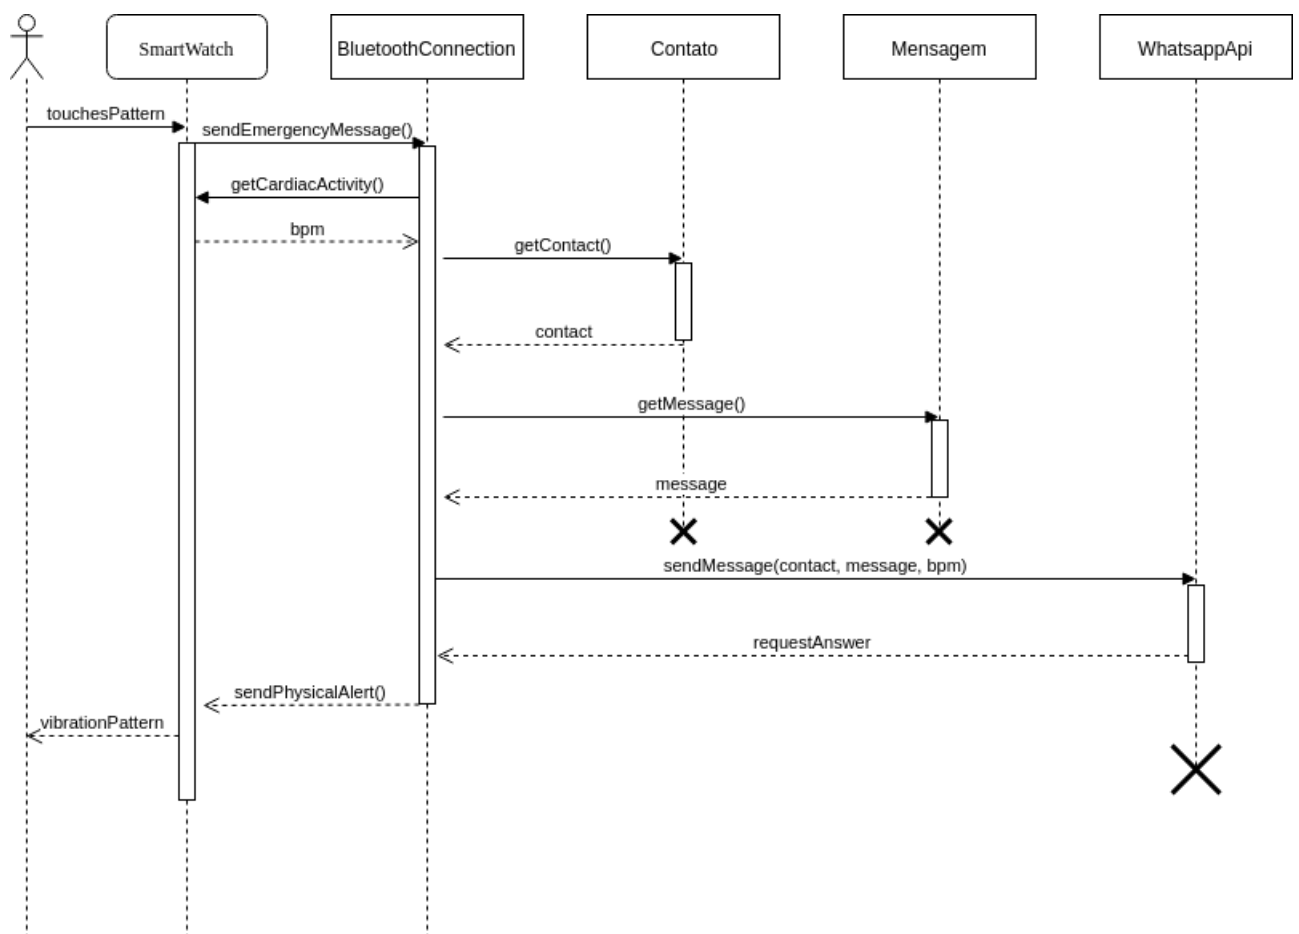 SmartWatch
BluetoothConnection
Contato
Mensagem
WhatsappApi
touchesPattern
sendEmergencyMessage()
getCardiacActivity()
bpm
getContact()
contact
getMessage()
message
sendMessage(contact, message, bpm)
requestAnswer
sendPhysicalAlert()
vibrationPattern